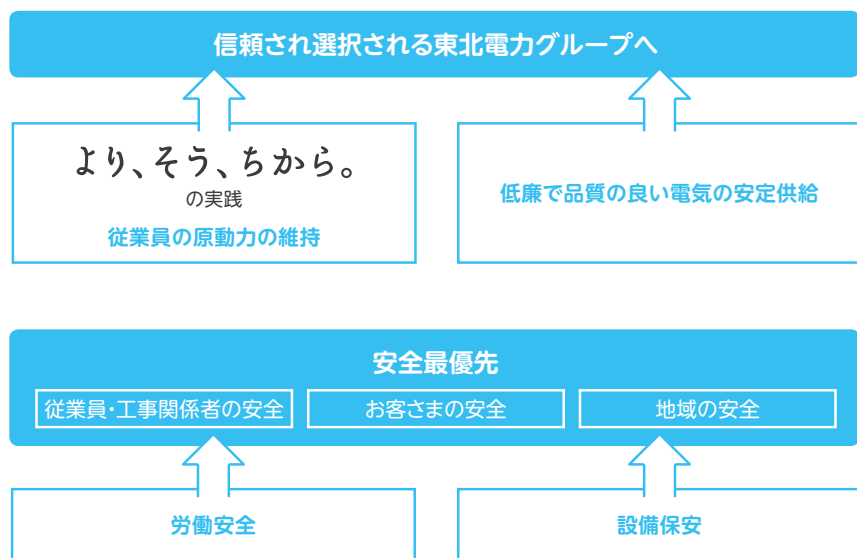 信頼され選択される東北電力グループへ
より、そう、ちから。
の実践
従業員の原動力の維持
低廉で品質の良い電気の安定供給
安全最優先
従業員・工事関係者の安全
お客さまの安全
地域の安全
労働安全
設備保安